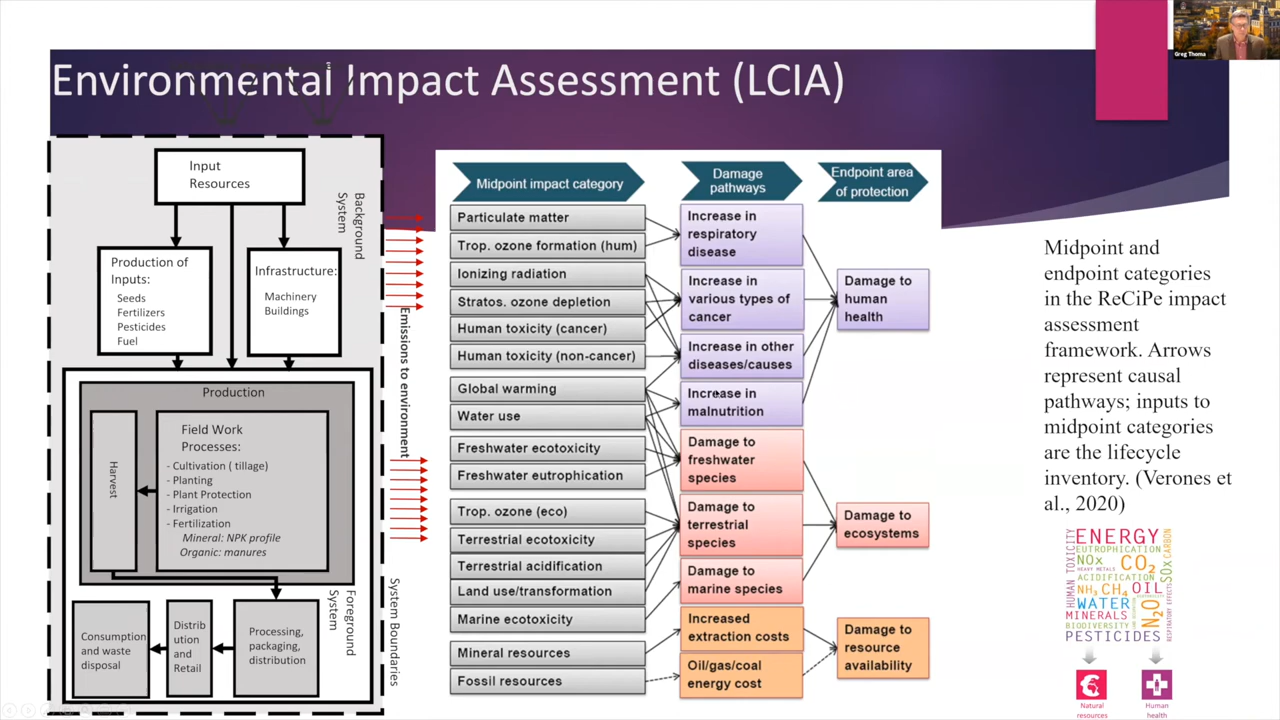 Environmental Impact Assessment (LCIA)
Greg Thoma
Input
Resources
Background
System
Production of
Inputs:
Seeds
Fertilizers
Pesticides
Fuel
Infrastructure:
Machinery
Buildings
Production
Harvest
Field Work
Processes:
- Cultivation ( tillage)
- Planting
- Plant Protection
- Irrigation
- Fertilization
Mineral: NPK profile
Organic: manures
Consumption
and waste
disposal
Distrib
ution
and
Retail
Processing,
packaging,
distribution
Foreground
System
Emissions to environment
System Boundaries
Midpoint impact category
Particulate matter
Trop. ozone formation (hum)
Ionizing radiation
Stratos. ozone depletion
Human toxicity (cancer)
Human toxicity (non-cancer)
Global warming
Water use
Freshwater ecotoxicity
Freshwater eutrophication
Trop. ozone (eco)
Terrestrial ecotoxicity
Terrestrial acidification
Land use/transformation
Marine ecotoxicity
Mineral resources
Fossil resources
Damage
pathways
Increase in
respiratory
disease
Increase in
various types of
cancer
Increase in other
diseases/causes
Increase in
malnutrition
Damage to
freshwater
species
Damage to
terrestrial
species
Damage to
marine species
Increased
extraction costs
Oil/gas/coal
energy cost
Endpoint area
of protection
Damage to
human
health
Damage to
ecosystems
Damage to
resource
availability
Midpoint and
endpoint categories
in the ReCiPe impact
assessment
framework. Arrows
represent causal
pathways; inputs to
midpoint categories
are the lifecycle
inventory. (Verones et
al., 2020)
HUMAN TOXICITY
ENERGY
EUTROPHICATION
NOx
HEAVY METALS
CO2
ACIDIFICATION
NH3 CH4 OIL
WATER
MINERALS
BIODIVERSITY
PESTICIDES
N2O
SOx CARBON
RESPIRATORY EFFECTS
Natural
resources
Human
health